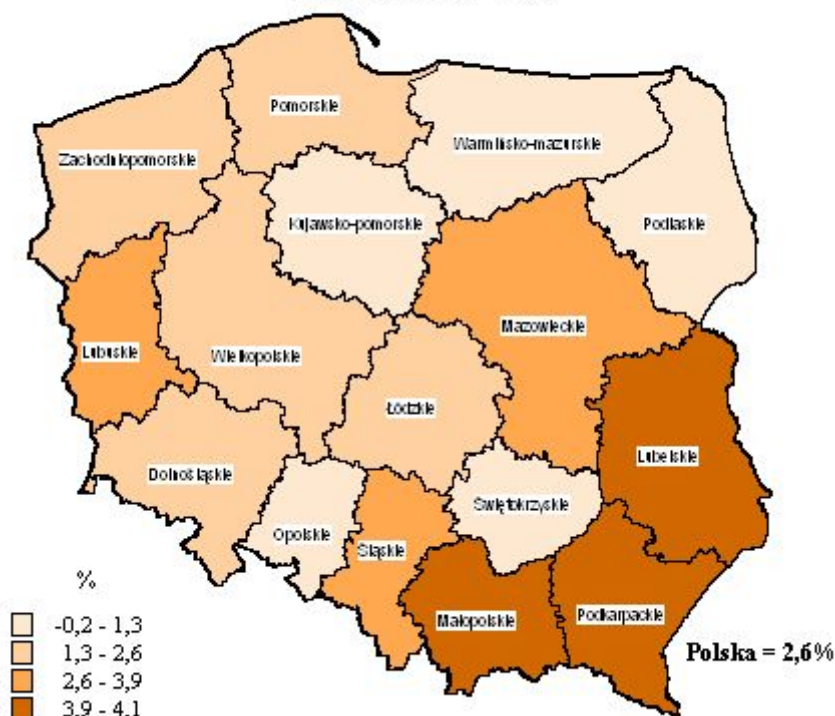 Pomorskie
Warmińsko-mazurskie
Zachodniopomorskie
Kujawsko-pomorskie
Podlaskie
Mazowieckie
Lubuskie
Wielkopolskie
Łódzkie
Lubelskie
Dolnośląskie
Świętokrzyskie
Opolskie
Śląskie
Małopolskie
Podkarpackie
Polska = 2,6%
%
-0,2 - 1,3
1,3 - 2,6
2,6 - 3,9
3,9 - 4,1